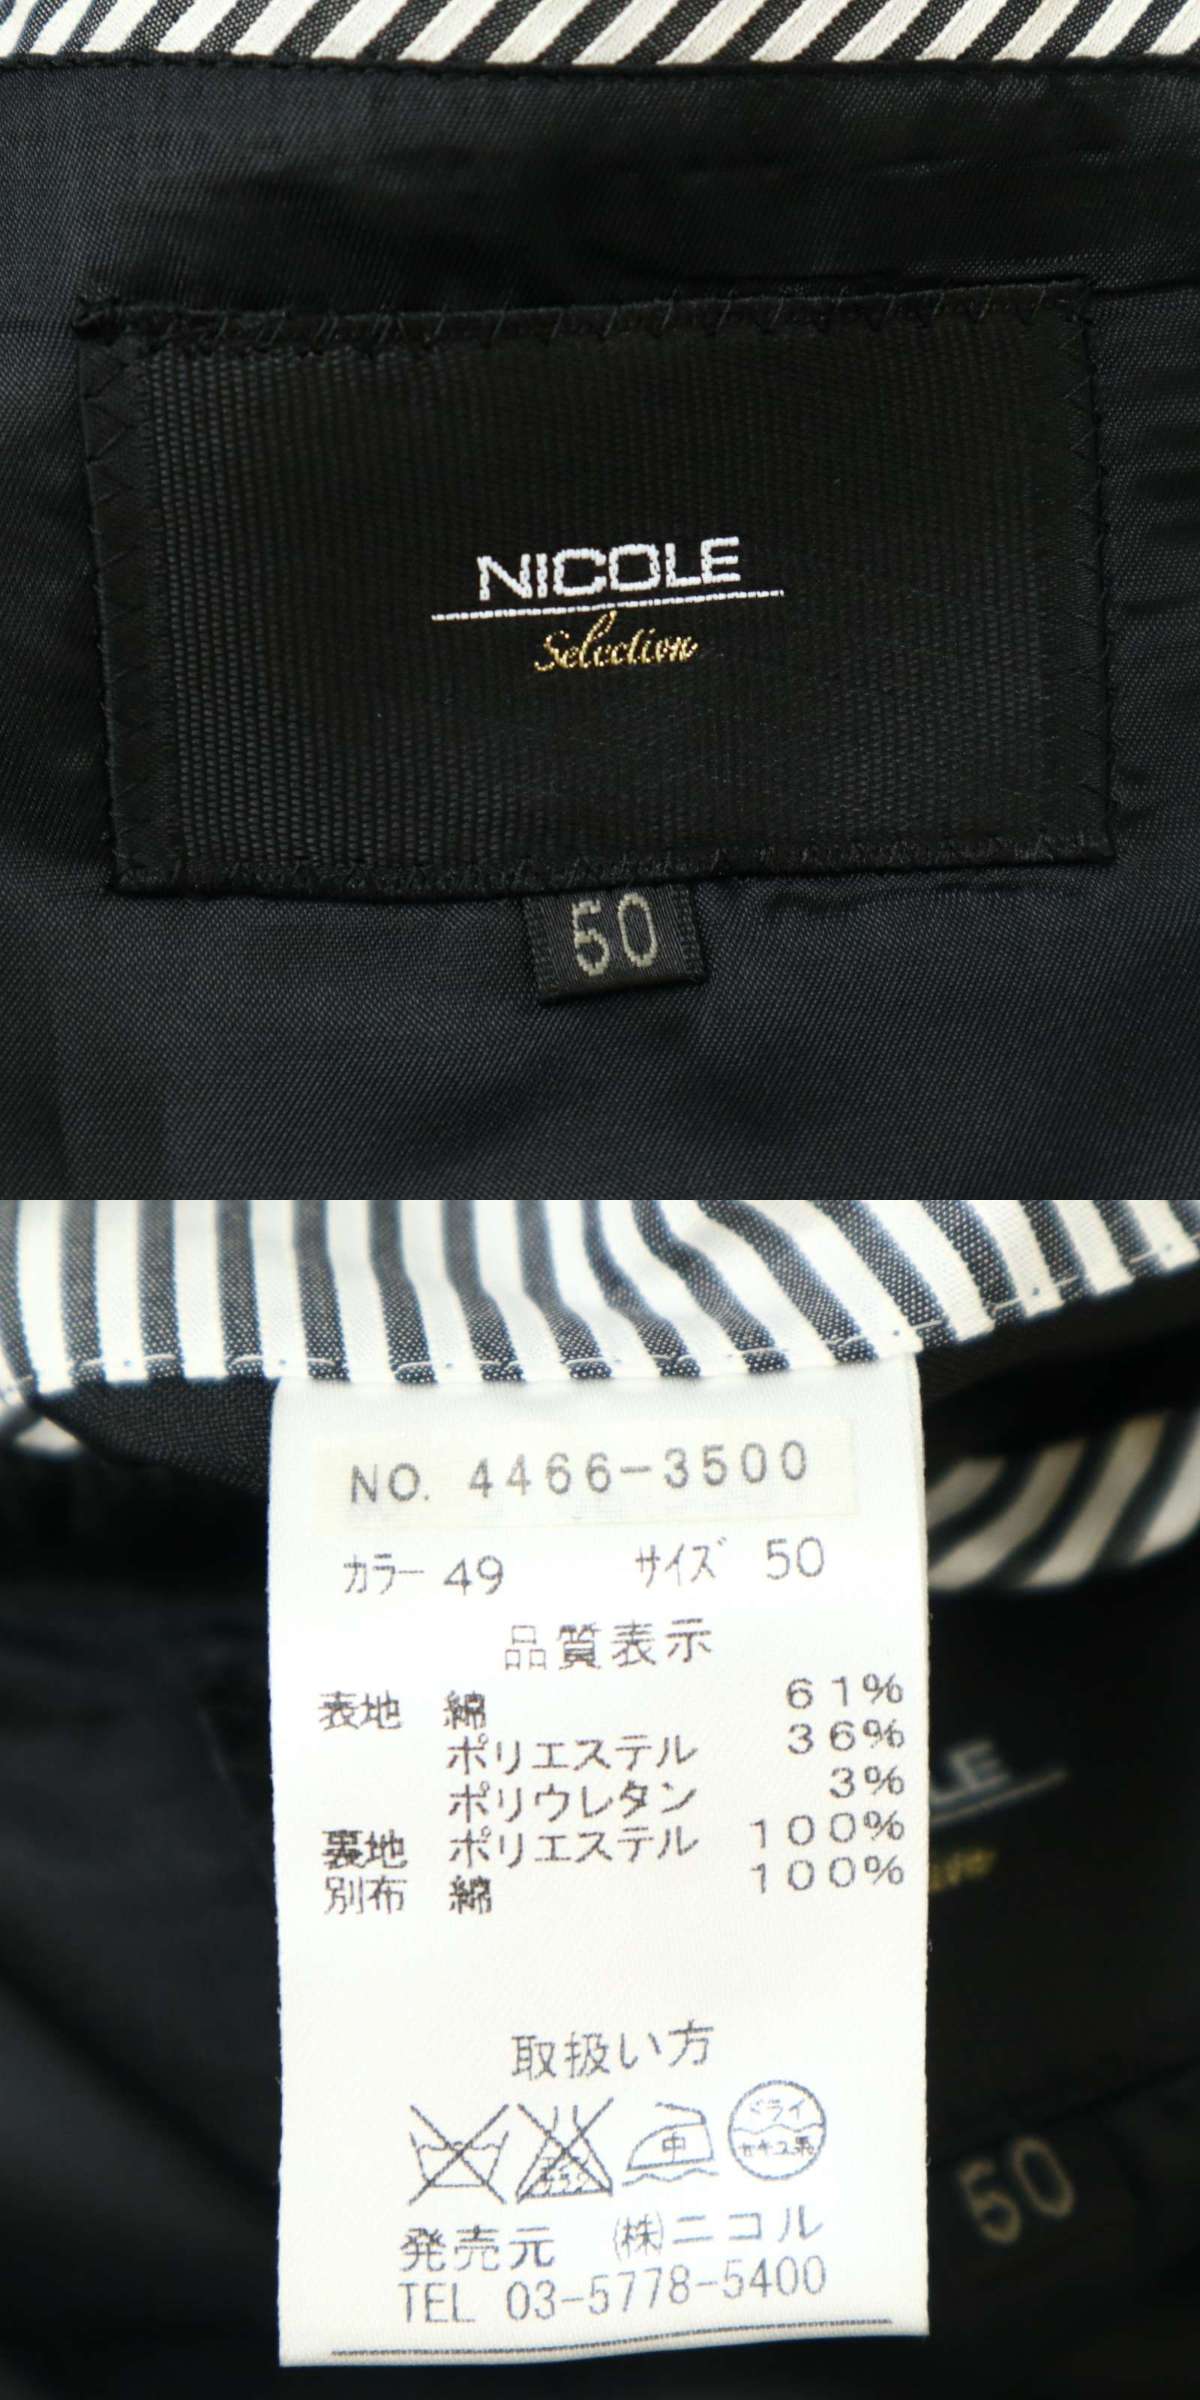 NICOLE
Selection
50
NO. 4466-3500
カラー 49 サイズ 50
品質表示
表地 綿 61%
ポリエステル 36%
ポリウレタン 3%
裏地 ポリエステル 100%
別布 綿 100%
取扱い方
中
ドライ
セキユ系
発売元 ㈱ニコル
TEL 03-5778-5400
50